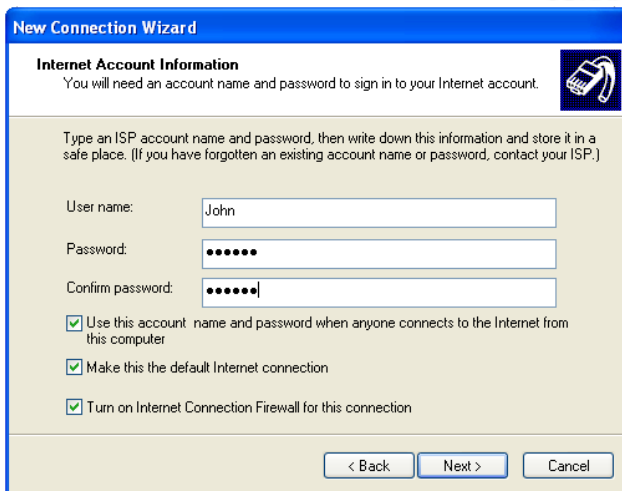 New Connection Wizard
Internet Account Information
You will need an account name and password to sign in to your Internet account.
Type an ISP account name and password, then write down this information and store it in a
safe place. (If you have forgotten an existing account name or password, contact your ISP.)
User name:
John
Password:
●●●●●●
Confirm password:
●●●●●●
Use this account name and password when anyone connects to the Internet from
this computer
Make this the default Internet connection
Turn on Internet Connection Firewall for this connection
< Back
Next >
Cancel